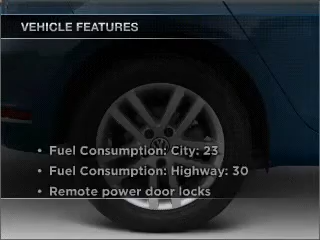 VEHICLE FEATURES
• Fuel Consumption: City: 23
• Fuel Consumption: Highway: 30
• Remote power door locks